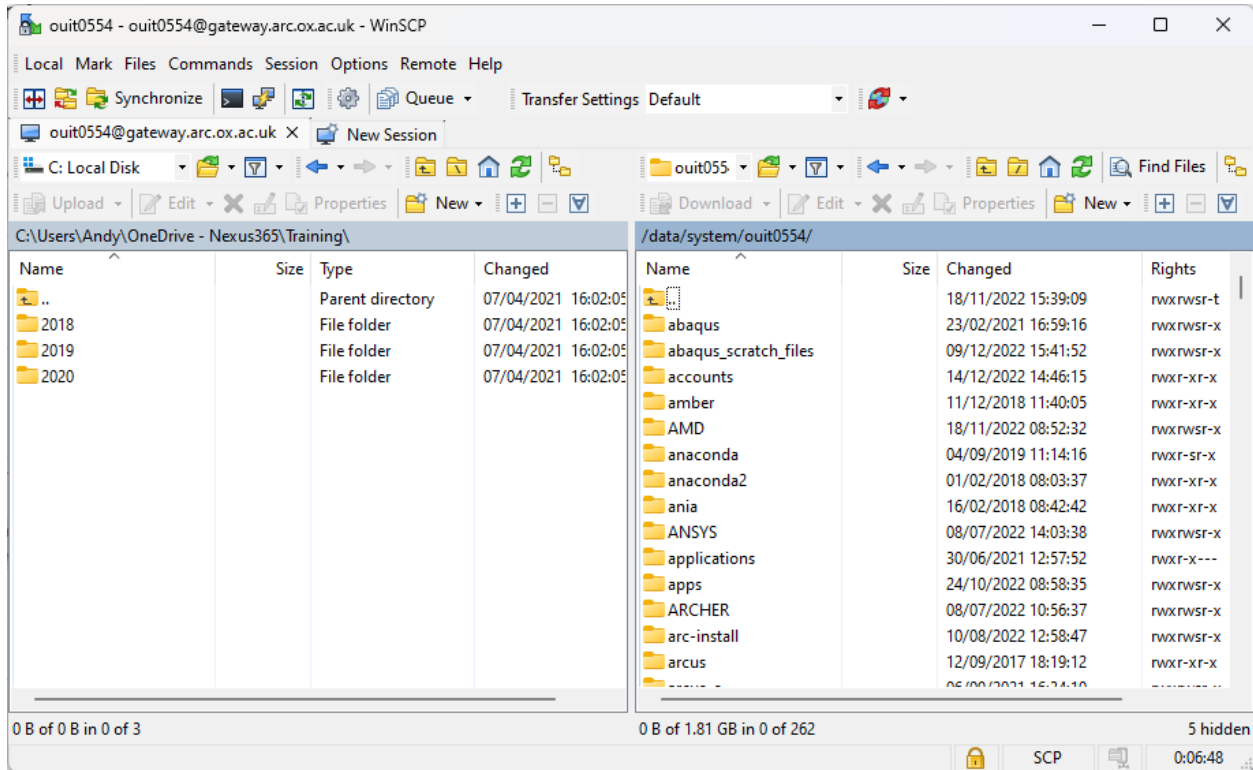 ouit0554 - ouit0554@gateway.arc.ox.ac.uk - WinSCP
Local Mark Files Commands Session Options Remote Help
Synchronize Queue Transfer Settings Default
ouit0554@gateway.arc.ox.ac.uk New Session
C: Local Disk ouit055 Find Files
Upload Edit Properties New Download Edit Properties New
C:\Users\Andy\OneDrive - Nexus365\Training\ /data/system/ouit0554/
Name Size Type Changed Name Size Changed Rights
.. Parent directory 07/04/2021 16:02:05 .. 18/11/2022 15:39:09 rwxrwsr-t
2018 File folder 07/04/2021 16:02:05 abaqus 23/02/2021 16:59:16 rwxrwsr-x
2019 File folder 07/04/2021 16:02:05 abaqus_scratch_files 09/12/2022 15:41:52 rwxrwsr-x
2020 File folder 07/04/2021 16:02:05 accounts 14/12/2022 14:46:15 rwxr-xr-x
amber 11/12/2018 11:40:05 rwxr-xr-x
AMD 18/11/2022 08:52:32 rwxrwsr-x
anaconda 04/09/2019 11:14:16 rwxr-sr-x
anaconda2 01/02/2018 08:03:37 rwxr-xr-x
ania 16/02/2018 08:42:42 rwxr-xr-x
ANSYS 08/07/2022 14:03:38 rwxrwsr-x
applications 30/06/2021 12:57:52 rwxr-x---
apps 24/10/2022 08:58:35 rwxrwsr-x
ARCHER 08/07/2022 10:56:37 rwxrwsr-x
arc-install 10/08/2022 12:58:47 rwxrwsr-x
arcus 12/09/2017 18:19:12 rwxr-xr-x
0 B of 0 B in 0 of 3 0 B of 1.81 GB in 0 of 262 5 hidden
SCP 0:06:48